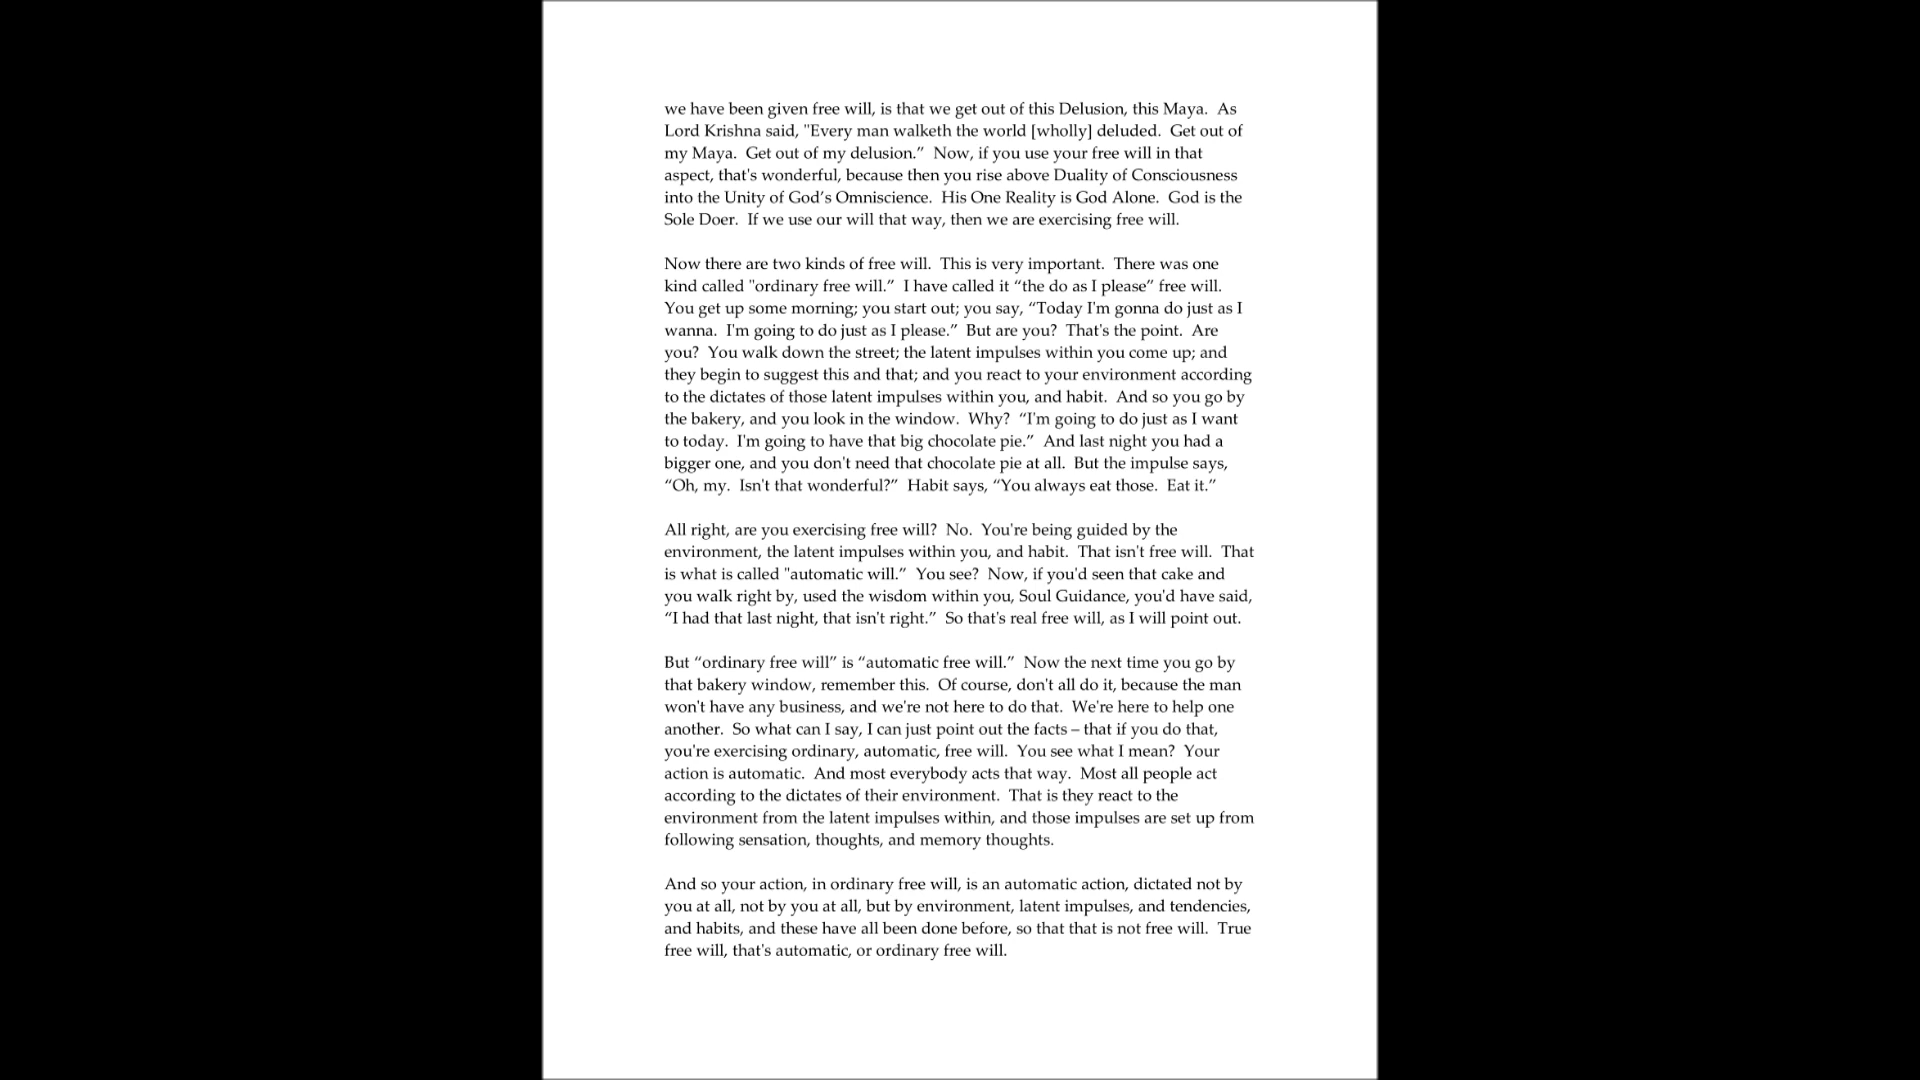 we have been given free will, is that we get out of this Delusion, this Maya.  As
Lord Krishna said, "Every man walketh the world [wholly] deluded.  Get out of
my Maya.  Get out of my delusion.”  Now, if you use your free will in that
aspect, that's wonderful, because then you rise above Duality of Consciousness
into the Unity of God’s Omniscience.  His One Reality is God Alone.  God is the
Sole Doer.  If we use our will that way, then we are exercising free will.

Now there are two kinds of free will.  This is very important.  There was one
kind called "ordinary free will.”  I have called it “the do as I please” free will.
You get up some morning; you start out; you say, “Today I'm gonna do just as I
wanna.  I'm going to do just as I please.”  But are you?  That's the point.  Are
you?  You walk down the street; the latent impulses within you come up; and
they begin to suggest this and that; and you react to your environment according
to the dictates of those latent impulses within you, and habit.  And so you go by
the bakery, and you look in the window.  Why?  “I'm going to do just as I want
to today.  I'm going to have that big chocolate pie.”  And last night you had a
bigger one, and you don't need that chocolate pie at all.  But the impulse says,
“Oh, my.  Isn't that wonderful?”  Habit says, “You always eat those.  Eat it.”

All right, are you exercising free will?  No.  You're being guided by the
environment, the latent impulses within you, and habit.  That isn't free will.  That
is what is called "automatic will.”  You see?  Now, if you'd seen that cake and
you walk right by, used the wisdom within you, Soul Guidance, you'd have said,
“I had that last night, that isn't right.”  So that's real free will, as I will point out.

But “ordinary free will” is “automatic free will.”  Now the next time you go by
that bakery window, remember this.  Of course, don't all do it, because the man
won't have any business, and we're not here to do that.  We're here to help one
another.  So what can I say, I can just point out the facts – that if you do that,
you're exercising ordinary, automatic, free will.  You see what I mean?  Your
action is automatic.  And most everybody acts that way.  Most all people act
according to the dictates of their environment.  That is they react to the
environment from the latent impulses within, and those impulses are set up from
following sensation, thoughts, and memory thoughts.

And so your action, in ordinary free will, is an automatic action, dictated not by
you at all, not by you at all, but by environment, latent impulses, and tendencies,
and habits, and these have all been done before, so that that is not free will.  True
free will, that's automatic, or ordinary free will.